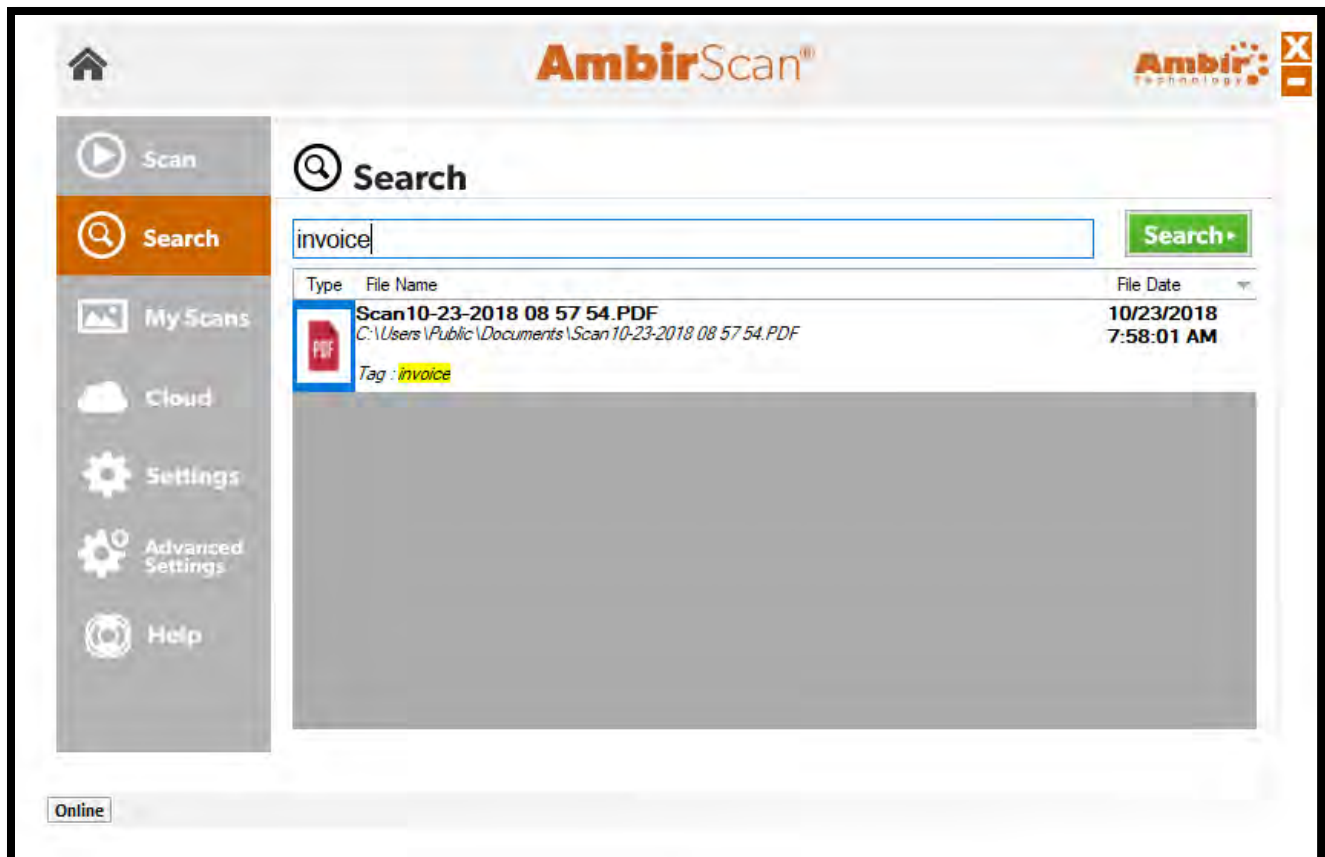 AmbirScan®
Ambir
Technology
X
Scan
Search
My Scans
Cloud
Settings
Advanced
Settings
Help
Search
invoice
Search
Type File Name File Date
PDF
Scan10-23-2018 08 57 54.PDF 10/23/2018
C:\Users\Public\Documents\Scan10-23-2018 08 57 54.PDF 7:58:01 AM
Tag : invoice
Online